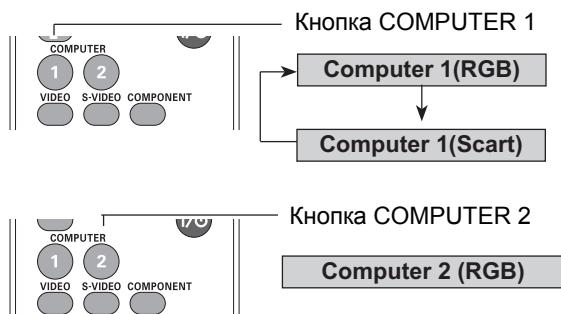 Кнопка COMPUTER 1
COMPUTER
1 2
VIDEO S-VIDEO COMPONENT
Computer 1(RGB)
Computer 1(Scart)
Кнопка COMPUTER 2
COMPUTER
1 2
VIDEO S-VIDEO COMPONENT
Computer 2 (RGB)